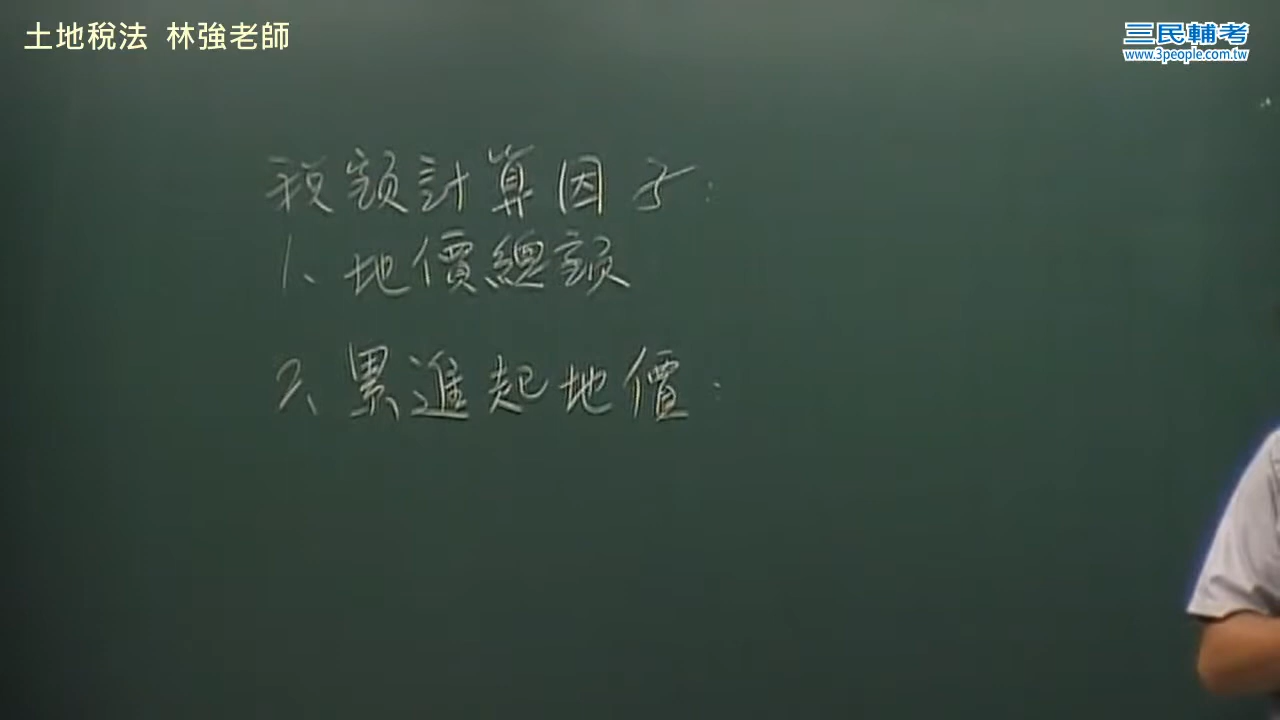 土地稅法 林強老師
三民輔考
www.3people.com.tw
稅額計算因子:
1、地價總額
2、累進起地價: